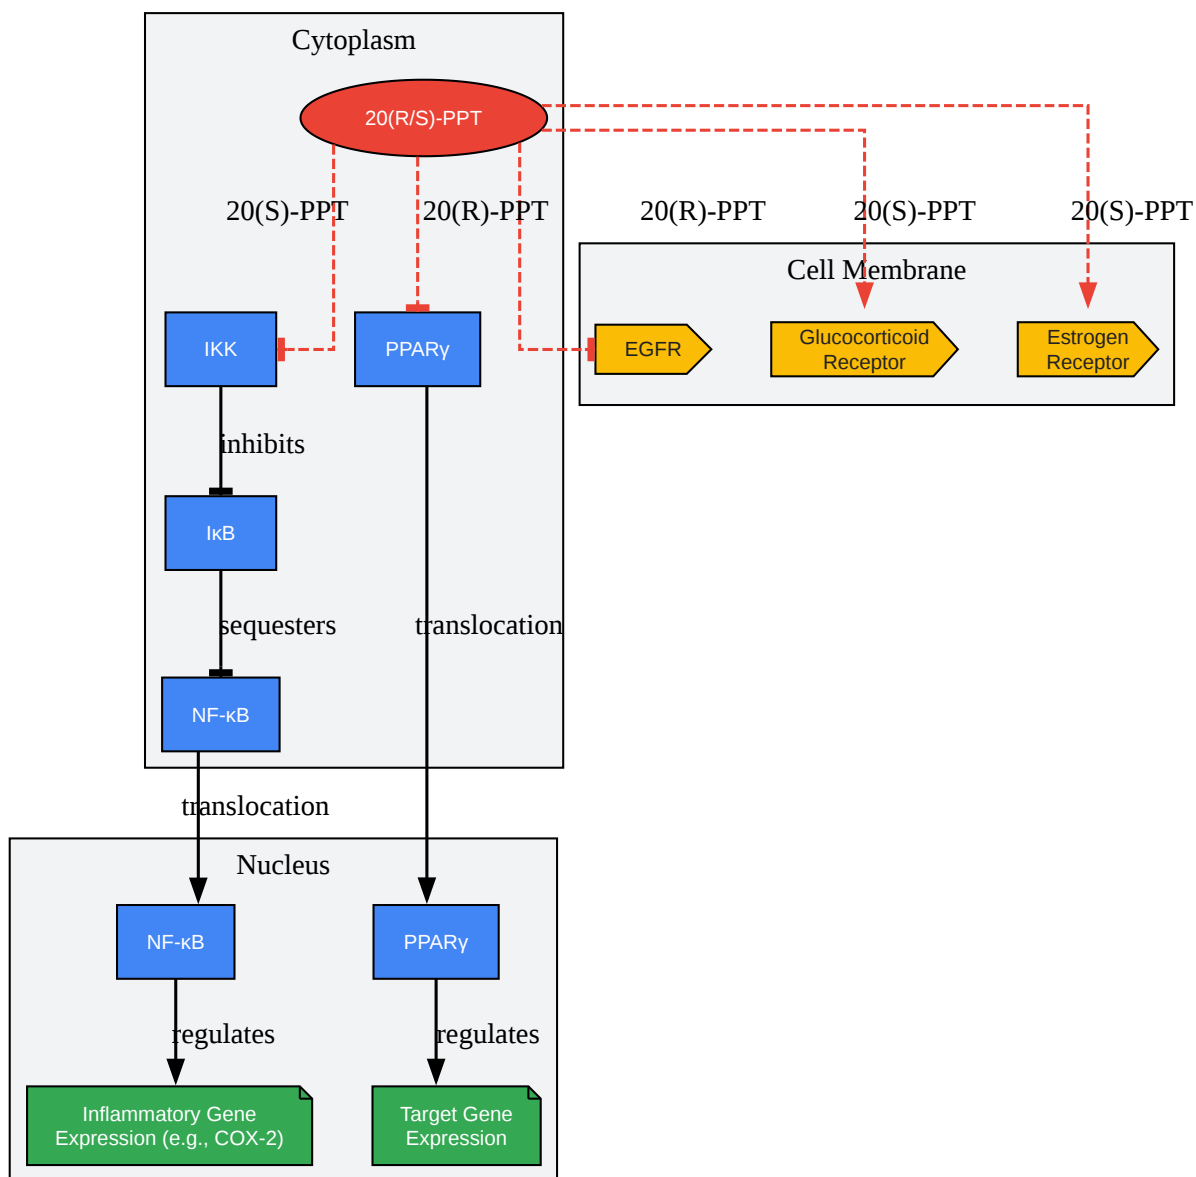 Cytoplasm
20(R/S)-PPT
20(S)-PPT
20(R)-PPT
20(R)-PPT
20(S)-PPT
20(S)-PPT
Cell Membrane
IKK
PPARγ
EGFR
Glucocorticoid
Receptor
Estrogen
Receptor
inhibits
IκB
sequesters
translocation
NF-κB
translocation
Nucleus
NF-κB
PPARγ
regulates
regulates
Inflammatory Gene
Expression (e.g., COX-2)
Target Gene
Expression